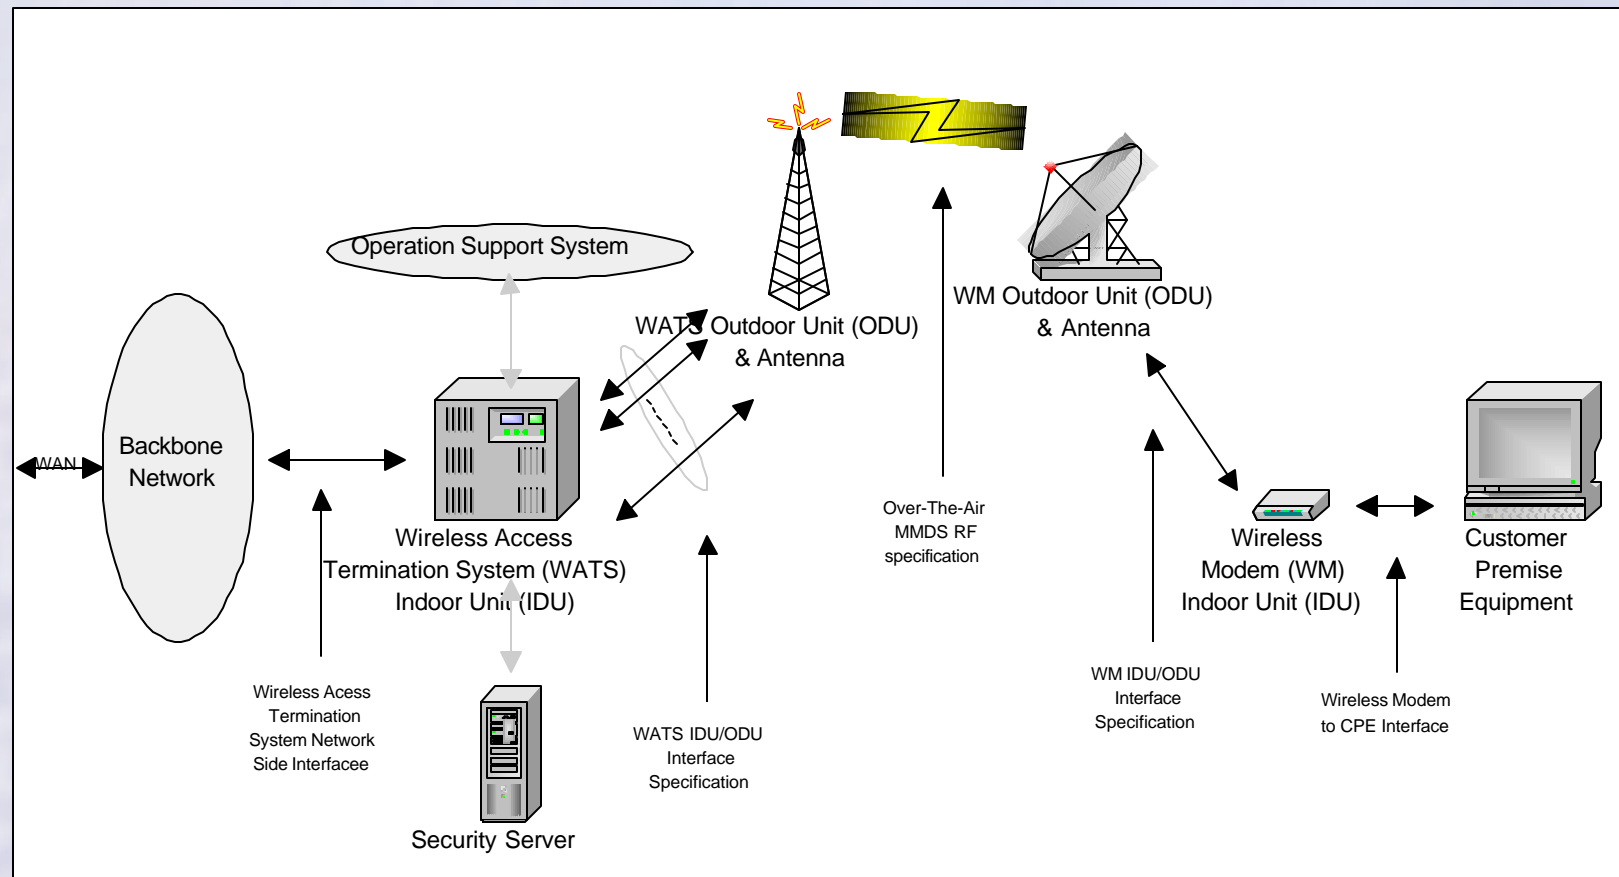 Operation Support System
WATS Outdoor Unit (ODU)
& Antenna
WM Outdoor Unit (ODU)
& Antenna
WAN
Backbone
Network
Wireless Access
Termination System (WATS)
Indoor Unit (IDU)
Over-The-Air
MMDS RF
specification
Wireless
Modem (WM)
Indoor Unit (IDU)
Customer
Premise
Equipment
Wireless Acess
Termination
System Network
Side Interfacee
WATS IDU/ODU
Interface
Specification
WM IDU/ODU
Interface
Specification
Wireless Modem
to CPE Interface
Security Server